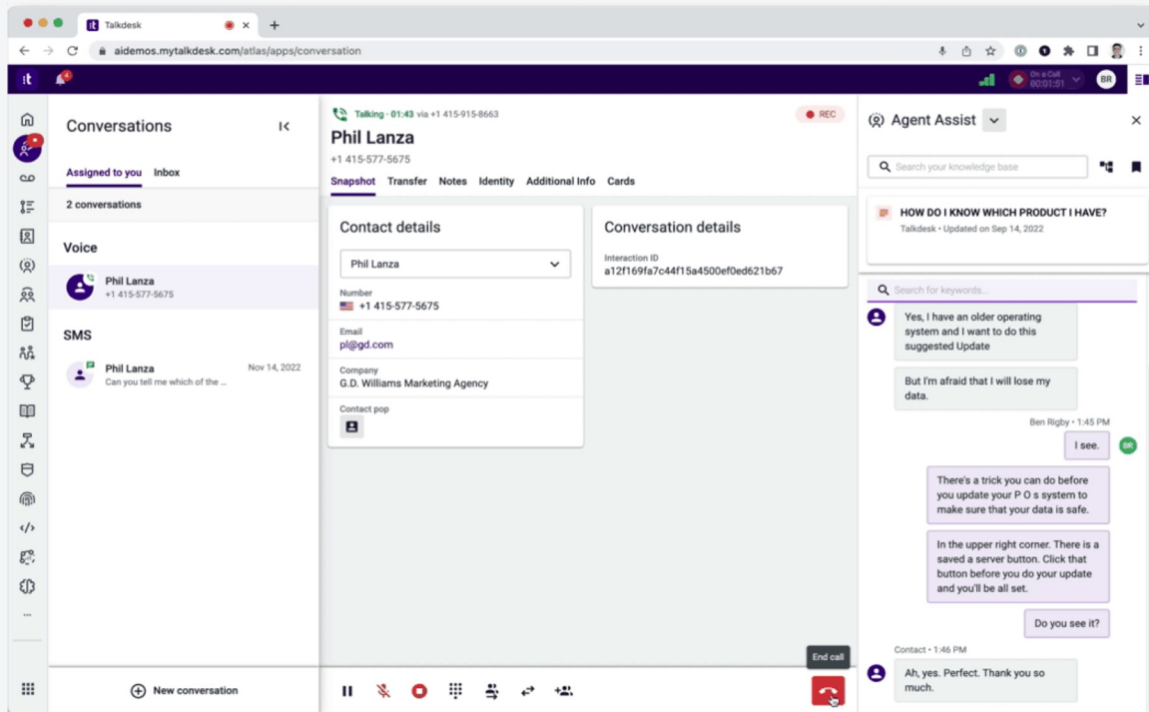 Talkdesk
aidemos.mytalkdesk.com/atlas/apps/conversation
:t
4
On a Call
00:01:51
BR
Conversations
Assigned to you
Inbox
2 conversations
Voice
Phil Lanza
+1 415-577-5675
SMS
Phil Lanza
Nov 14, 2022
Can you tell me which of the ...
New conversation
Talking · 01:43 via +1 415-915-8663
REC
Phil Lanza
+1 415-577-5675
Snapshot
Transfer
Notes
Identity
Additional Info
Cards
Contact details
Phil Lanza
Number
+1 415-577-5675
Email
pl@gd.com
Company
G.D. Williams Marketing Agency
Contact pop
Conversation details
Interaction ID
a12f169fa7c44f15a4500ef0ed621b67
End call
Agent Assist
Search your knowledge base
HOW DO I KNOW WHICH PRODUCT I HAVE?
Talkdesk • Updated on Sep 14, 2022
Search for keywords...
Yes, I have an older operating
system and I want to do this
suggested Update
But I'm afraid that I will lose my
data.
Ben Rigby • 1:45 PM
I see.
BR
There's a trick you can do before
you update your P O s system to
make sure that your data is safe.
In the upper right corner. There is a
saved a server button. Click that
button before you do your update
and you'll be all set.
Do you see it?
Contact • 1:46 PM
Ah, yes. Perfect. Thank you so
much.